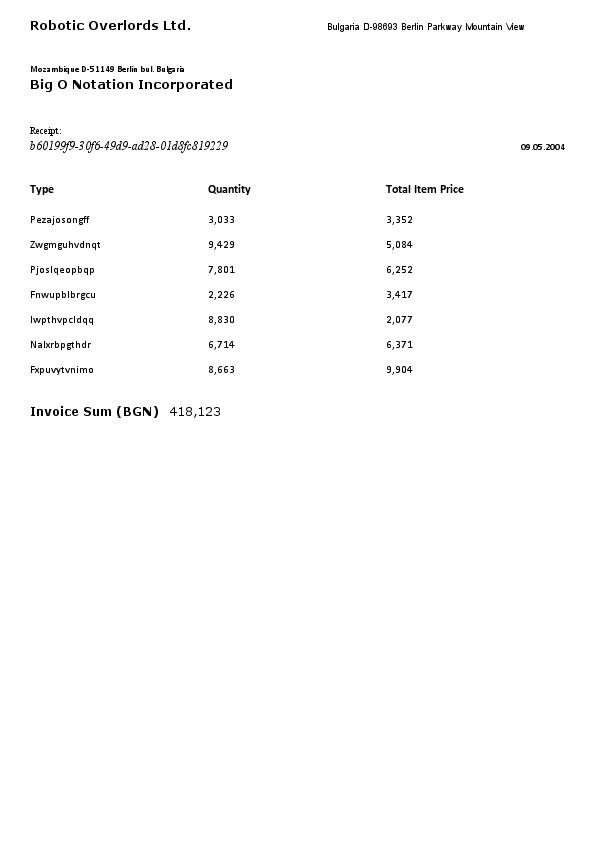 Robotic Overlords Ltd. Bulgaria D-98693 Berlin Parkway Mountain View
Mozambique D-51149 Berlin bul. Bulgaria
Big O Notation Incorporated
Receipt:
b60199f9-30f6-49d9-ad28-01d8fc819229 09.05.2004
Type Quantity Total Item Price
Pezajosongff 3,033 3,352
Zwgmguhvdnqt 9,429 5,084
Pjoslqeopbqp 7,801 6,252
Fnwupblbrgcu 2,226 3,417
Iwpthvpcldqq 8,830 2,077
Nalxrbpgthdr 6,714 6,371
Fxpuvytvnimo 8,663 9,904
Invoice Sum (BGN) 418,123